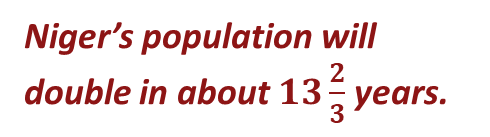 Niger’s population will
double in about 13 2/3 years.